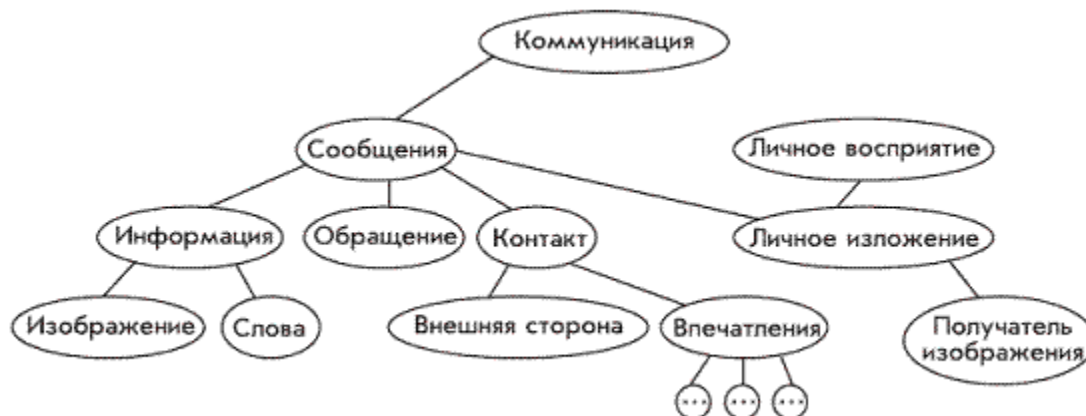 Коммуникация
Сообщения
Личное восприятие
Информация
Обращение
Контакт
Личное изложение
Изображение
Слова
Внешняя сторона
Впечатления
Получатель
изображения
...
...
...